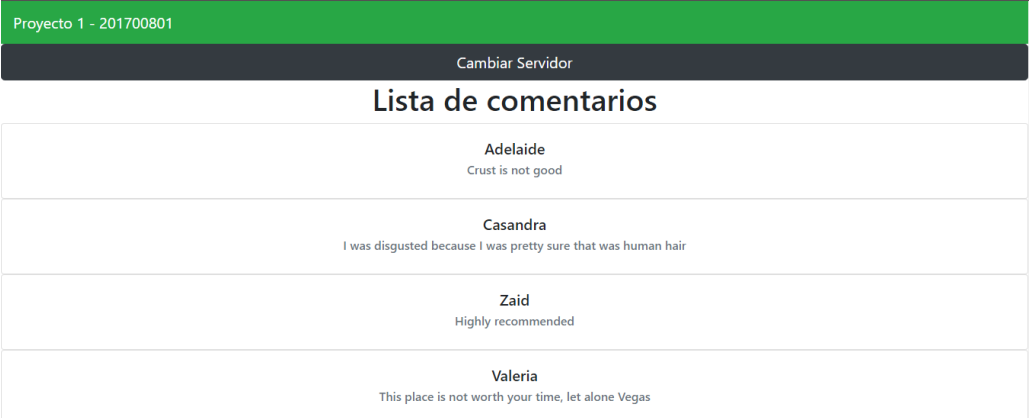 Proyecto 1 - 201700801
Cambiar Servidor
Lista de comentarios
Adelaide
Crust is not good
Casandra
I was disgusted because I was pretty sure that was human hair
Zaid
Highly recommended
Valeria
This place is not worth your time, let alone Vegas